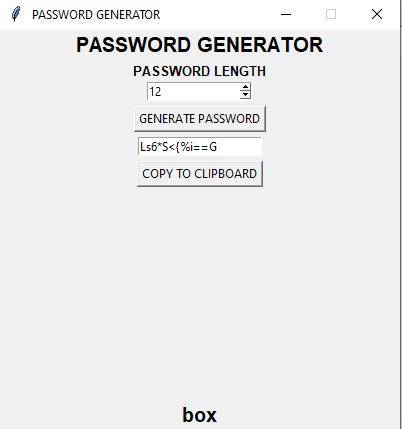 PASSWORD GENERATOR
PASSWORD GENERATOR
PASSWORD LENGTH
12
GENERATE PASSWORD
Ls6*S<{%i==G
COPY TO CLIPBOARD
box